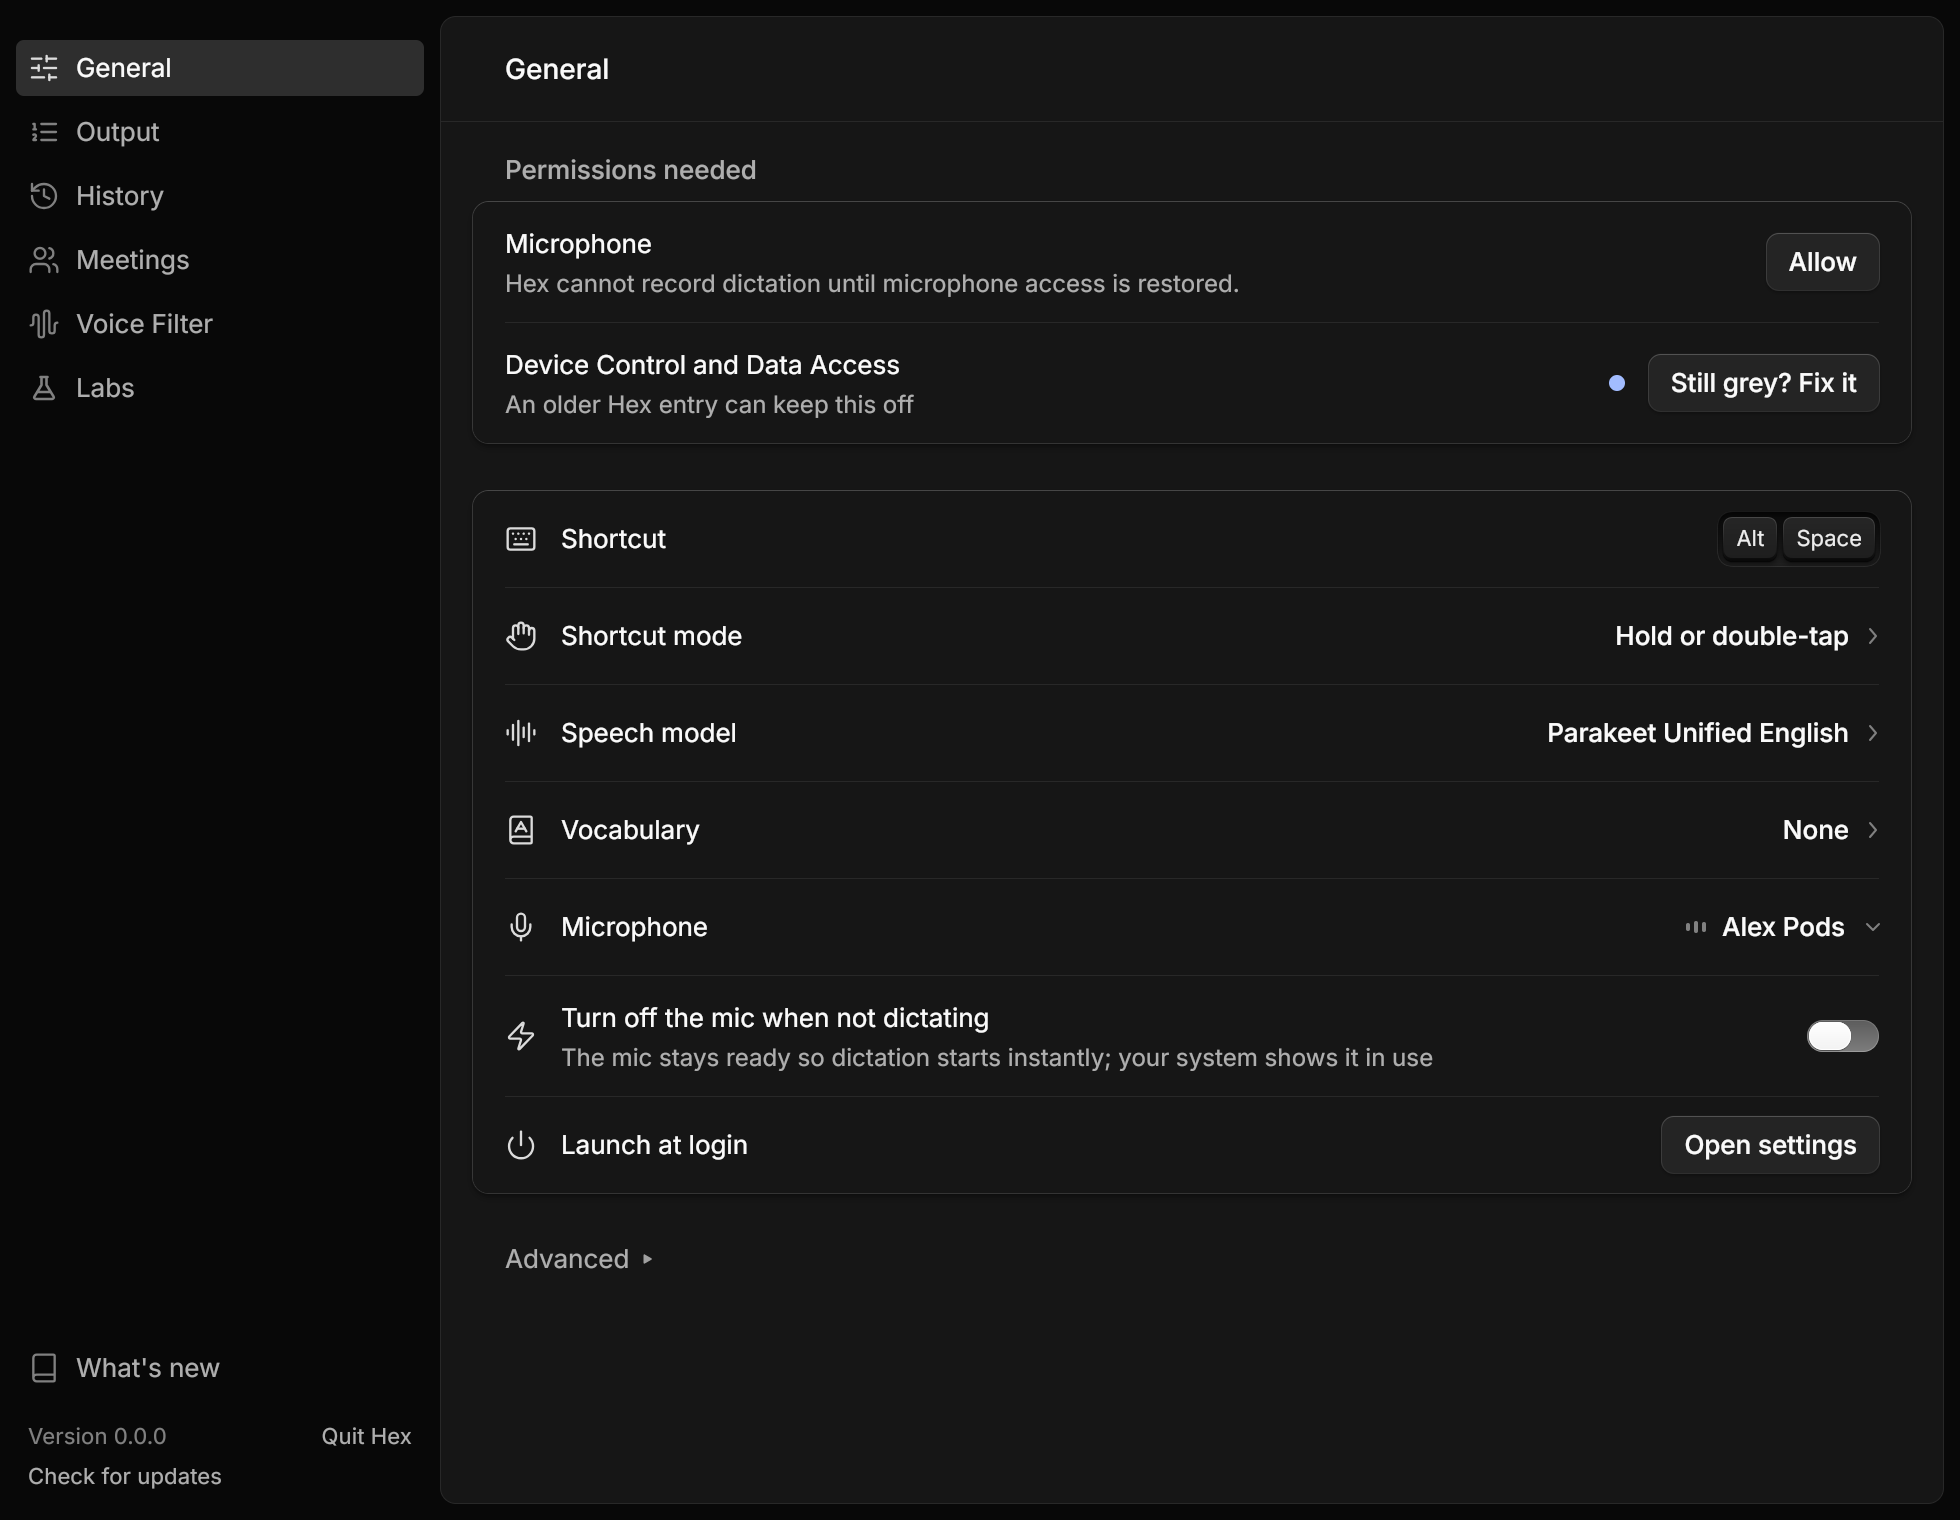 General
Output
History
Meetings
Voice Filter
Labs
What's new
Version 0.0.0
Quit Hex
Check for updates
General
Permissions needed
Microphone
Hex cannot record dictation until microphone access is restored.
Allow
Device Control and Data Access
An older Hex entry can keep this off
Still grey? Fix it
Shortcut
Alt Space
Shortcut mode
Hold or double-tap
Speech model
Parakeet Unified English
Vocabulary
None
Microphone
Alex Pods
Turn off the mic when not dictating
The mic stays ready so dictation starts instantly; your system shows it in use
Launch at login
Open settings
Advanced